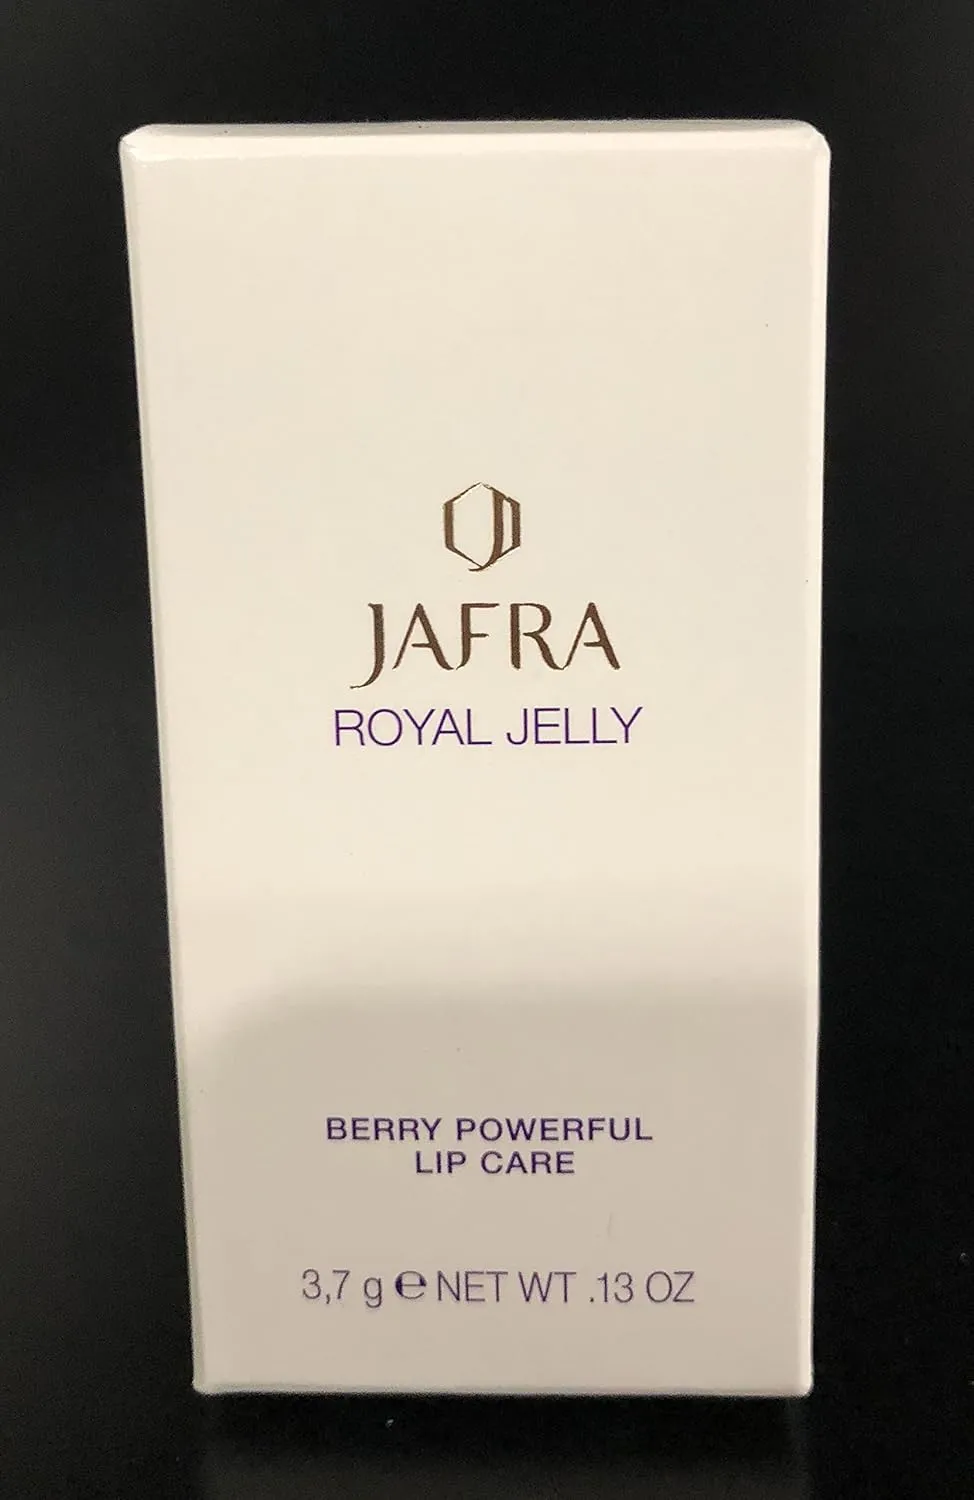 JAFRA
ROYAL JELLY
BERRY POWERFUL
LIP CARE
3,7 g ℮ NET WT .13 OZ